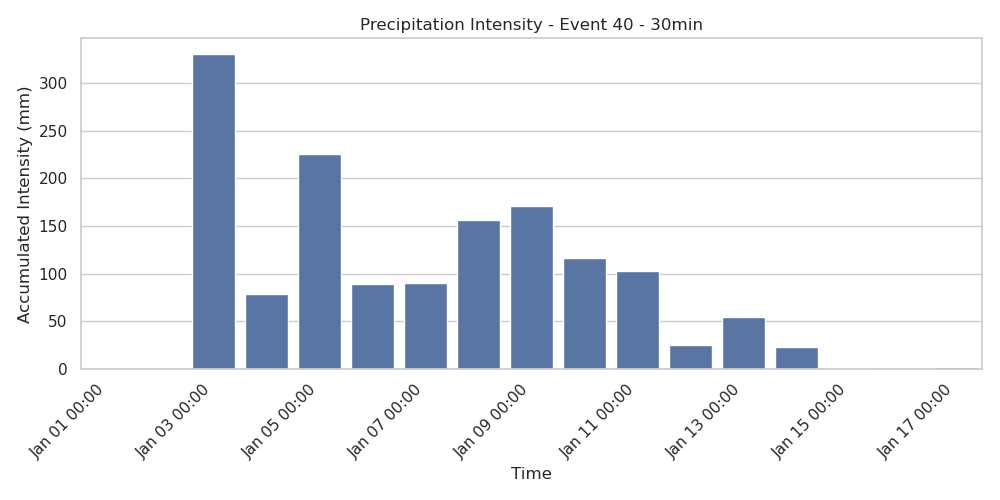 Precipitation Intensity - Event 40 - 30min
Accumulated Intensity (mm)
300
250
200
150
100
50
0
Jan 01 00:00
Jan 03 00:00
Jan 05 00:00
Jan 07 00:00
Jan 09 00:00
Jan 11 00:00
Jan 13 00:00
Jan 15 00:00
Jan 17 00:00
Time